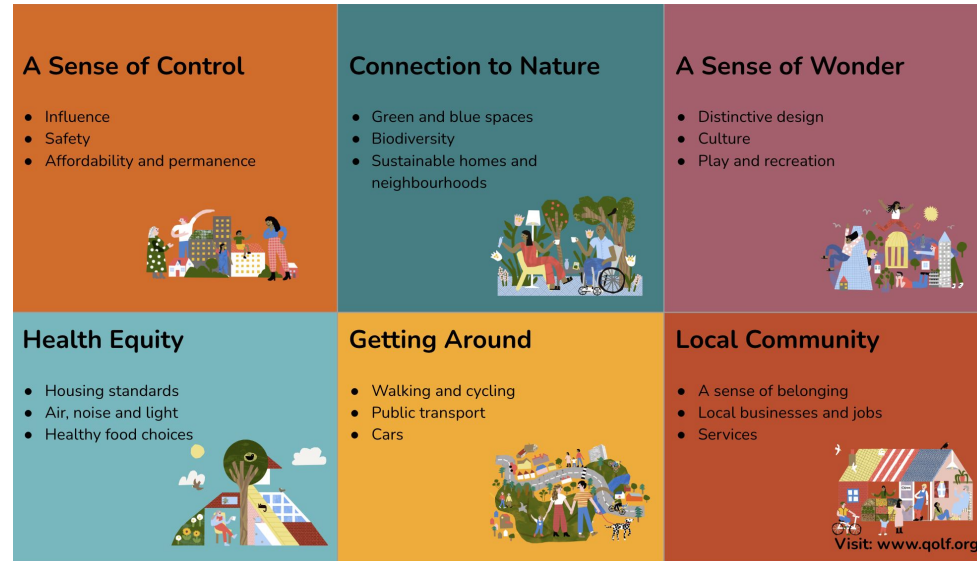 A Sense of Control
● Influence
● Safety
● Affordability and permanence
Connection to Nature
● Green and blue spaces
● Biodiversity
● Sustainable homes and
neighbourhoods
A Sense of Wonder
● Distinctive design
● Culture
● Play and recreation
Health Equity
● Housing standards
● Air, noise and light
● Healthy food choices
Getting Around
● Walking and cycling
● Public transport
● Cars
Local Community
● A sense of belonging
● Local businesses and jobs
● Services
Visit: www.qolf.org